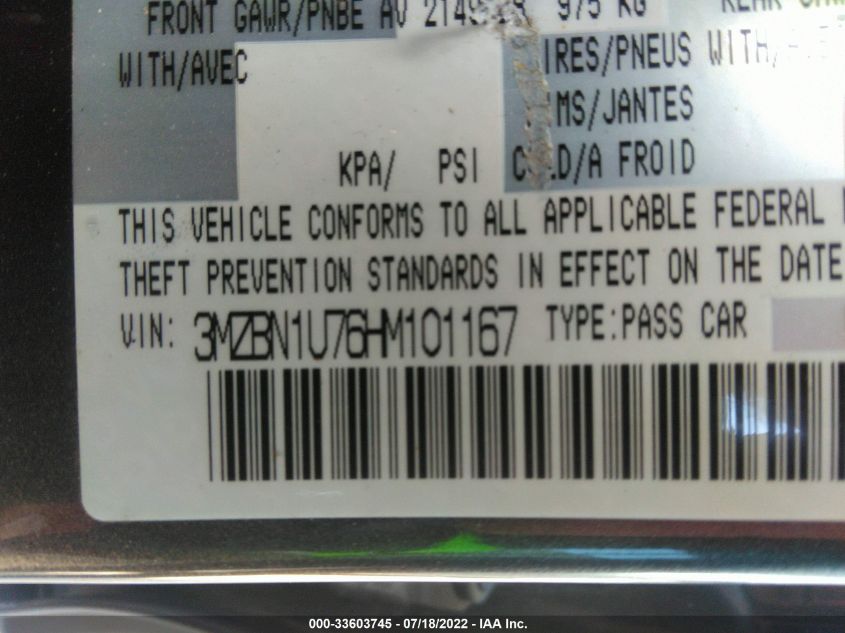 FRONT GAWR/PNBE AV 975 KG
WITH/AVEC
IRES/PNEUS WITH/
MS/JANTES
KPA/ PSI C LD/A FROID
THIS VEHICLE CONFORMS TO ALL APPLICABLE FEDERAL
THEFT PREVENTION STANDARDS IN EFFECT ON THE DATE
VIN: 3MZBN1U76HM101167 TYPE:PASS CAR
000-33603745 - 07/18/2022 - IAA Inc.